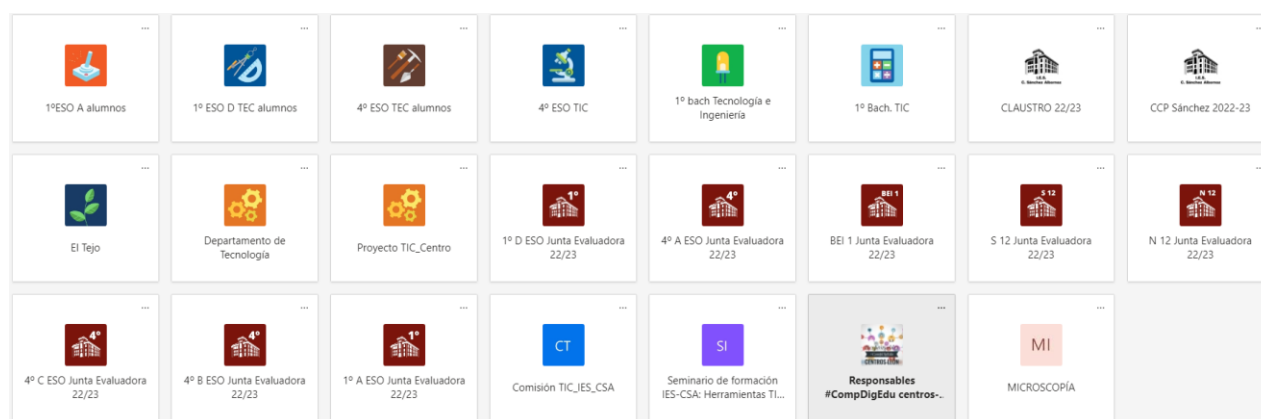 1ºESO A alumnos
1º ESO D TEC alumnos
4º ESO TEC alumnos
4º ESO TIC
1º bach Tecnología e
Ingeniería
1º Bach. TIC
I.E.S.
C. Sánchez Albornoz
CLAUSTRO 22/23
I.E.S.
C. Sánchez Albornoz
CCP Sánchez 2022-23
El Tejo
Departamento de
Tecnología
Proyecto TIC_Centro
1º
1º D ESO Junta Evaluadora
22/23
4º
4º A ESO Junta Evaluadora
22/23
BEI 1
BEI 1 Junta Evaluadora
22/23
S 12
S 12 Junta Evaluadora
22/23
N 12
N 12 Junta Evaluadora
22/23
4º
4º C ESO Junta Evaluadora
22/23
4º
4º B ESO Junta Evaluadora
22/23
1º
1º A ESO Junta Evaluadora
22/23
CT
Comisión TIC_IES_CSA
SI
Seminario de formación
IES-CSA: Herramientas TI...
Responsables
#CompDigEdu centros-..
MI
MICROSCOPÍA